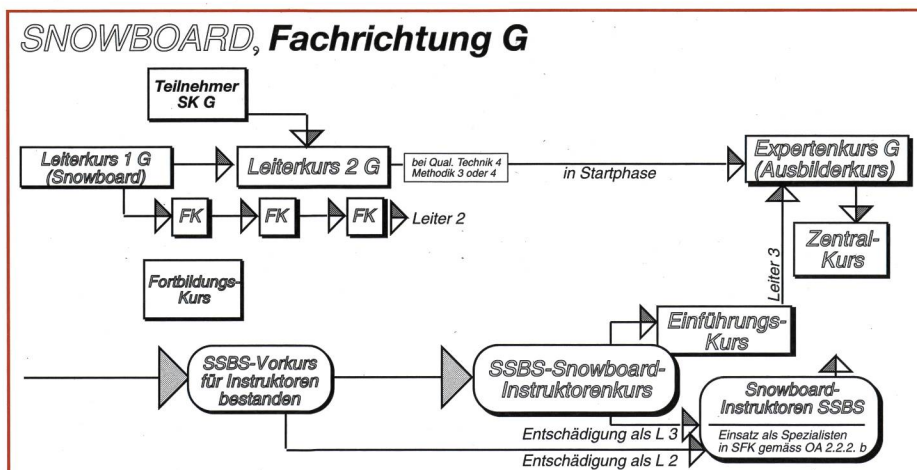 SNOWBOARD, Fachrichtung G
Teilnehmer
SK G
Leiterkurs 1 G
(Snowboard)
Leiterkurs 2 G
bei Qual. Technik 4
Methodik 3 oder 4
in Startphase
Expertenkurs G
(Ausbilderkurs)
FK
FK
FK
Leiter 2
Zentral-
Kurs
Fortbildungs-
Kurs
Leiter 3
Einführungs-
Kurs
SSBS-Vorkurs
für Instruktoren
bestanden
SSBS-Snowboard-
Instruktorenkurs
Snowboard-
Instruktoren SSBS
Einsatz als Spezialisten
in SFK gemäss OA 2.2.2. b
Entschädigung als L 3
Entschädigung als L 2